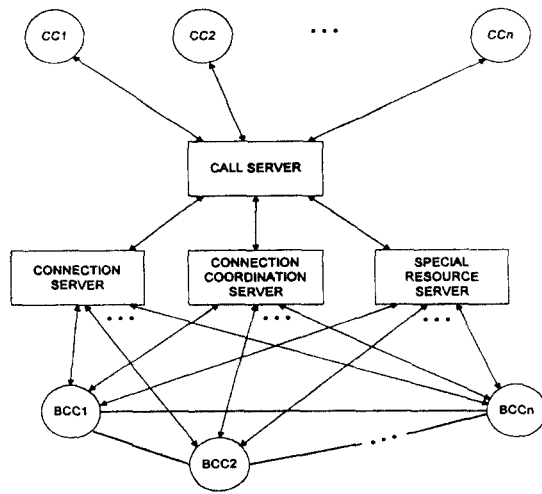 CC1
CC2
...
CCn
CALL SERVER
CONNECTION
SERVER
CONNECTION
COORDINATION
SERVER
SPECIAL
RESOURCE
SERVER
...
...
...
BCC1
BCCn
BCC2
...